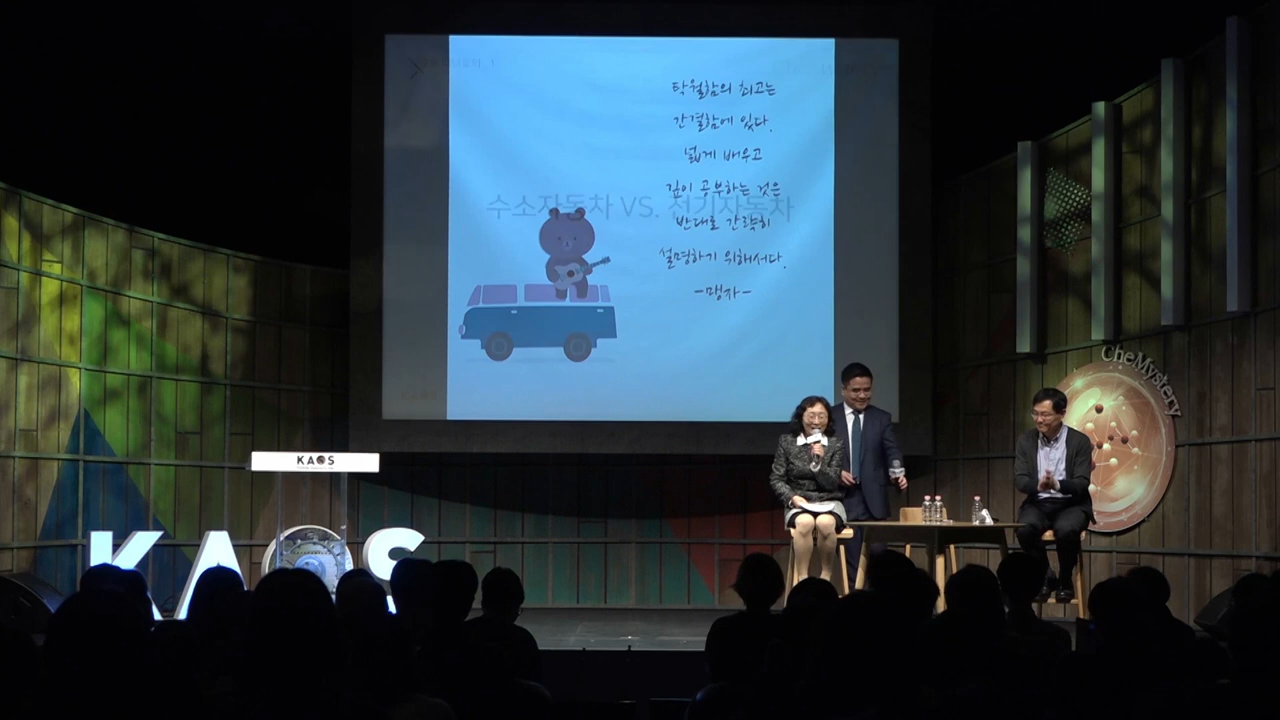 탁월함의 최고는
간결함에 있다.
넓게 배우고
깊이 공부하는 것은
반대로 간략히
설명하기 위해서다.
-맹자-
수소자동차 VS. 전기자동차
CheMystery
KAOS
KAOS